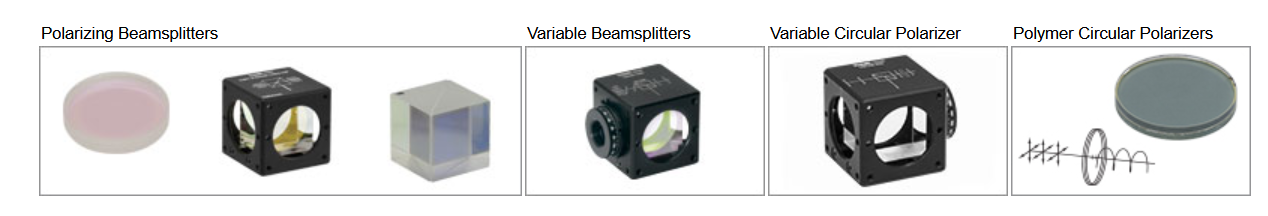 Polarizing Beamsplitters
Variable Beamsplitters
Variable Circular Polarizer
Polymer Circular Polarizers